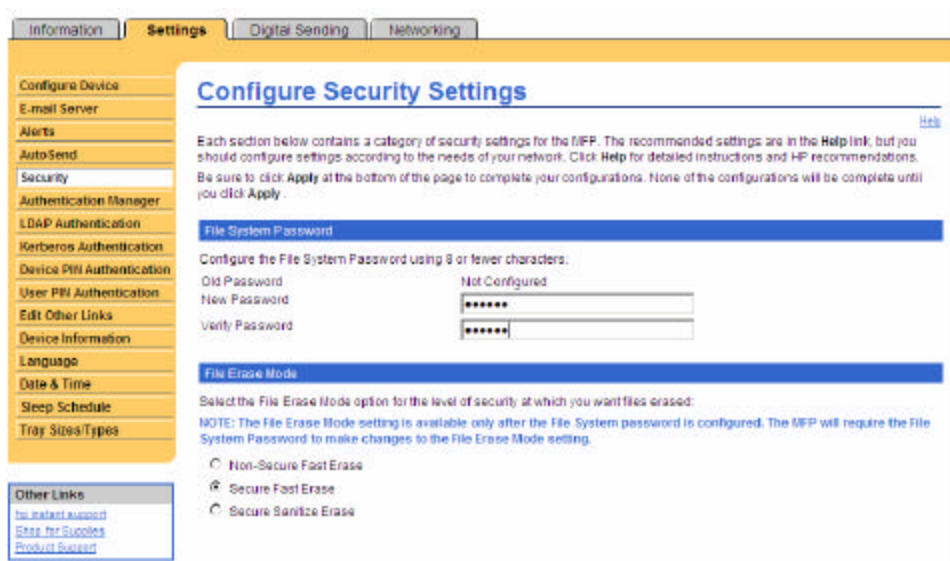 Information
Settings
Digital Sending
Networking
Configure Device
E-mail Server
Alerts
AutoSend
Security
Authentication Manager
LDAP Authentication
Kerberos Authentication
Device PIN Authentication
User PIN Authentication
Edit Other Links
Device Information
Language
Date & Time
Sleep Schedule
Tray Sizes/Types
Other Links
hp instant support
Shop for Supplies
Product Support
Configure Security Settings
Help
Each section below contains a category of security settings for the MFP. The recommended settings are in the Help link, but you
should configure settings according to the needs of your network. Click Help for detailed instructions and HP recommendations.
Be sure to click Apply at the bottom of the page to complete your configurations. None of the configurations will be complete until
you click Apply .
File System Password
Configure the File System Password using 8 or fewer characters:
Old Password Not Configured
New Password ●●●●●●
Verify Password ●●●●●●
File Erase Mode
Select the File Erase Mode option for the level of security at which you want files erased:
NOTE: The File Erase Mode setting is available only after the File System password is configured. The MFP will require the File
System Password to make changes to the File Erase Mode setting.
Non-Secure Fast Erase
Secure Fast Erase
Secure Sanitize Erase